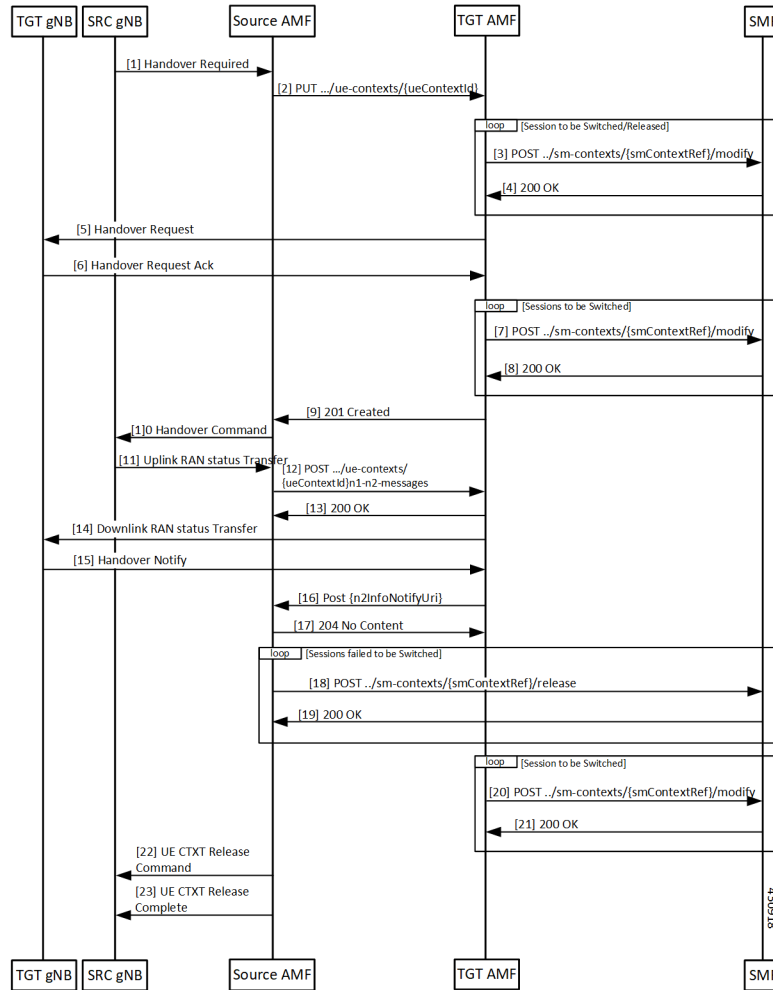 TGT gNB
SRC gNB
Source AMF
TGT AMF
SMF
[1] Handover Required
[2] PUT .../ue-contexts/{ueContextId}
loop
[Session to be Switched/Released]
[3] POST ../sm-contexts/{smContextRef}/modify
[4] 200 OK
[5] Handover Request
[6] Handover Request Ack
loop
[Sessions to be Switched]
[7] POST ../sm-contexts/{smContextRef}/modify
[8] 200 OK
[9] 201 Created
[1]0 Handover Command
[11] Uplink RAN status Transfer
[12] POST .../ue-contexts/
{ueContextId}n1-n2-messages
[13] 200 OK
[14] Downlink RAN status Transfer
[15] Handover Notify
[16] Post {n2InfoNotifyUri}
[17] 204 No Content
loop
[Sessions failed to be Switched]
[18] POST ../sm-contexts/{smContextRef}/release
[19] 200 OK
loop
[Session to be Switched]
[20] POST ../sm-contexts/{smContextRef}/modify
[21] 200 OK
[22] UE CTXT Release
Command
[23] UE CTXT Release
Complete
TGT gNB
SRC gNB
Source AMF
TGT AMF
SMF